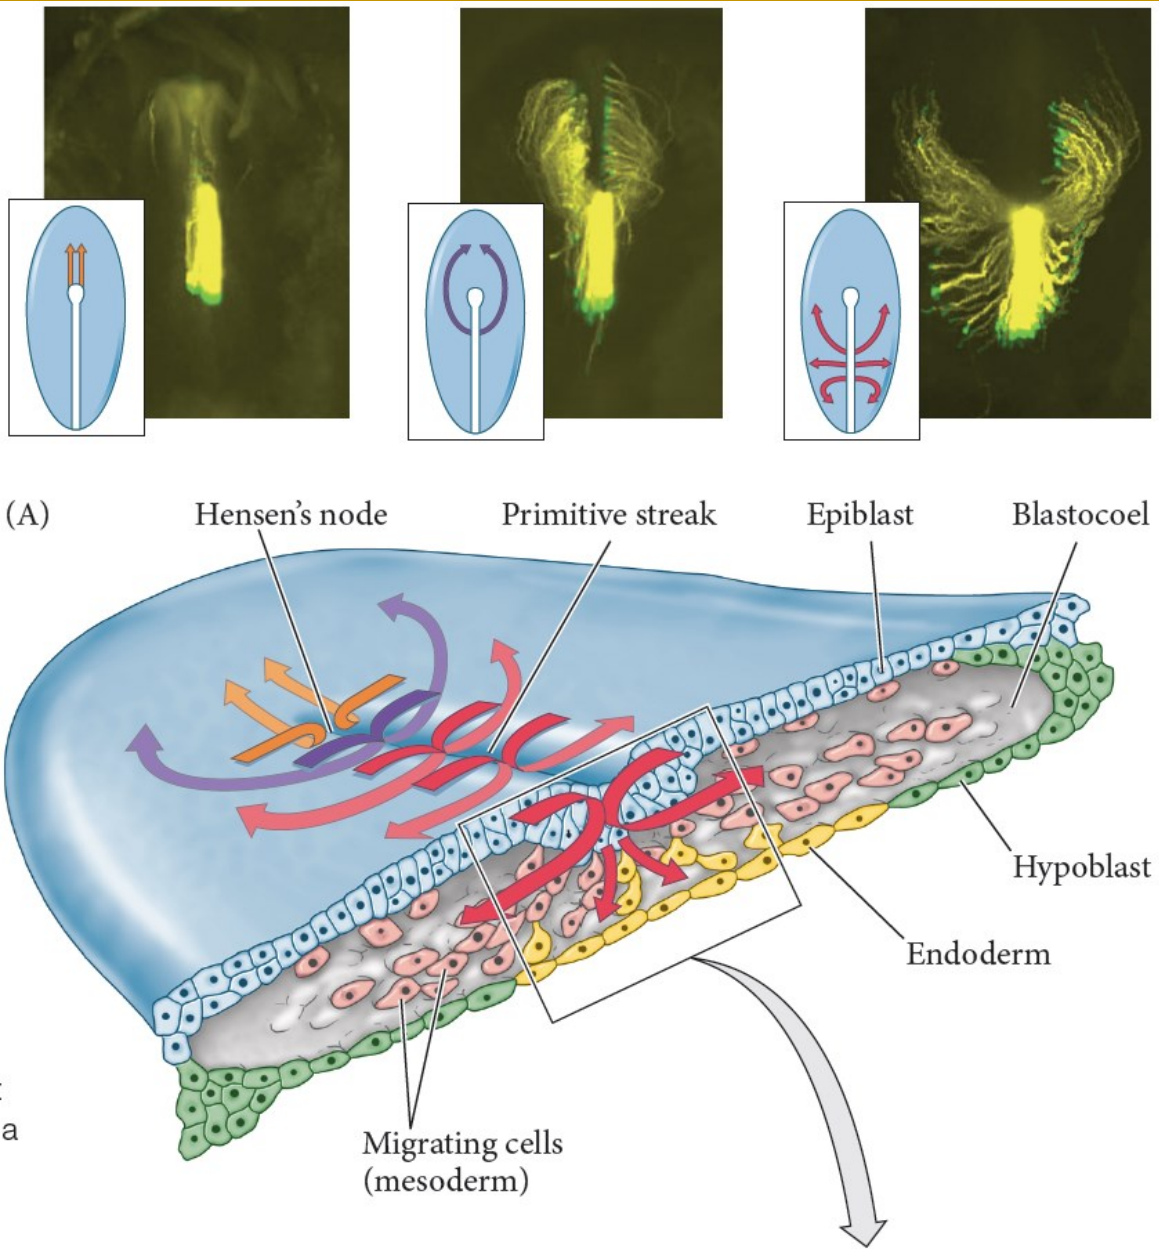 (A)
Hensen's node
Primitive streak
Epiblast
Blastocoel
Hypoblast
Endoderm
a
Migrating cells
(mesoderm)